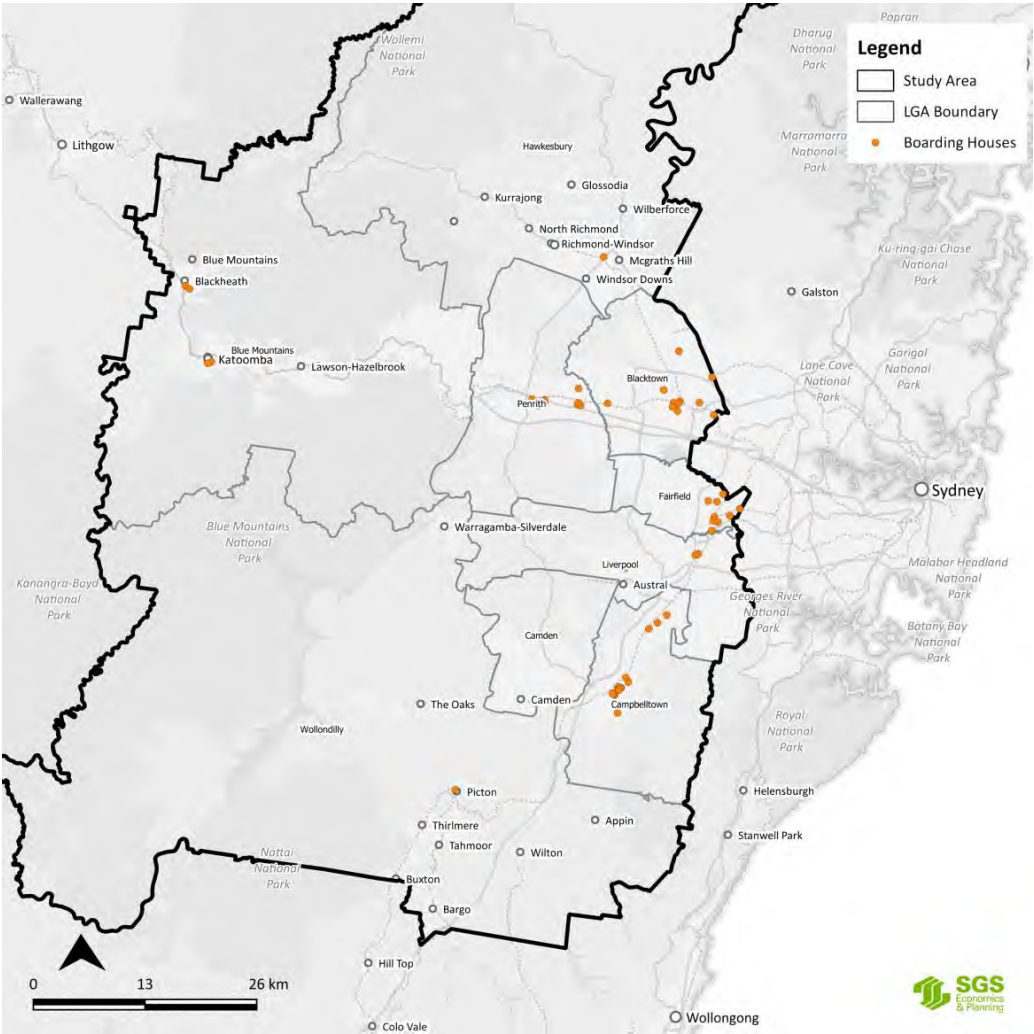 Papran
Wollemi
National
Park
Dharug
National
Park
Legend
Study Area
LGA Boundary
Boarding Houses
Wallerawang
Lithgow
Marramarra
National
Park
Hawkesbury
Glossodia
Kurrajong
Wilberforce
North Richmond
Richmond-Windsor
Mcgraths Hill
Windsor Downs
Ku-ring-gai Chase
National
Park
Blue Mountains
Blackheath
Galston
Blue Mountains
Katoomba
Lawson-Hazelbrook
Garigal
National
Park
Lane Cove
National
Park
Blacktown
Penrith
Sydney
Fairfield
Blue Mountains
National
Park
Warragamba-Silverdale
Liverpool
Austral
Malabar Headland
National
Park
Kanangra-Boyd
National
Park
Georges River
National
Park
Botany Bay
National
Park
Camden
Camden
The Oaks
Campbelltown
Wollondilly
Royal
National
Park
Picton
Helensburgh
Thirlmere
Appin
Stanwell Park
Tahmoor
Wilton
Nattai
National
Park
Buxton
Bargo
Hill Top
0 13 26 km
SGS
Economics
& Planning
Wollongong
Colo Vale